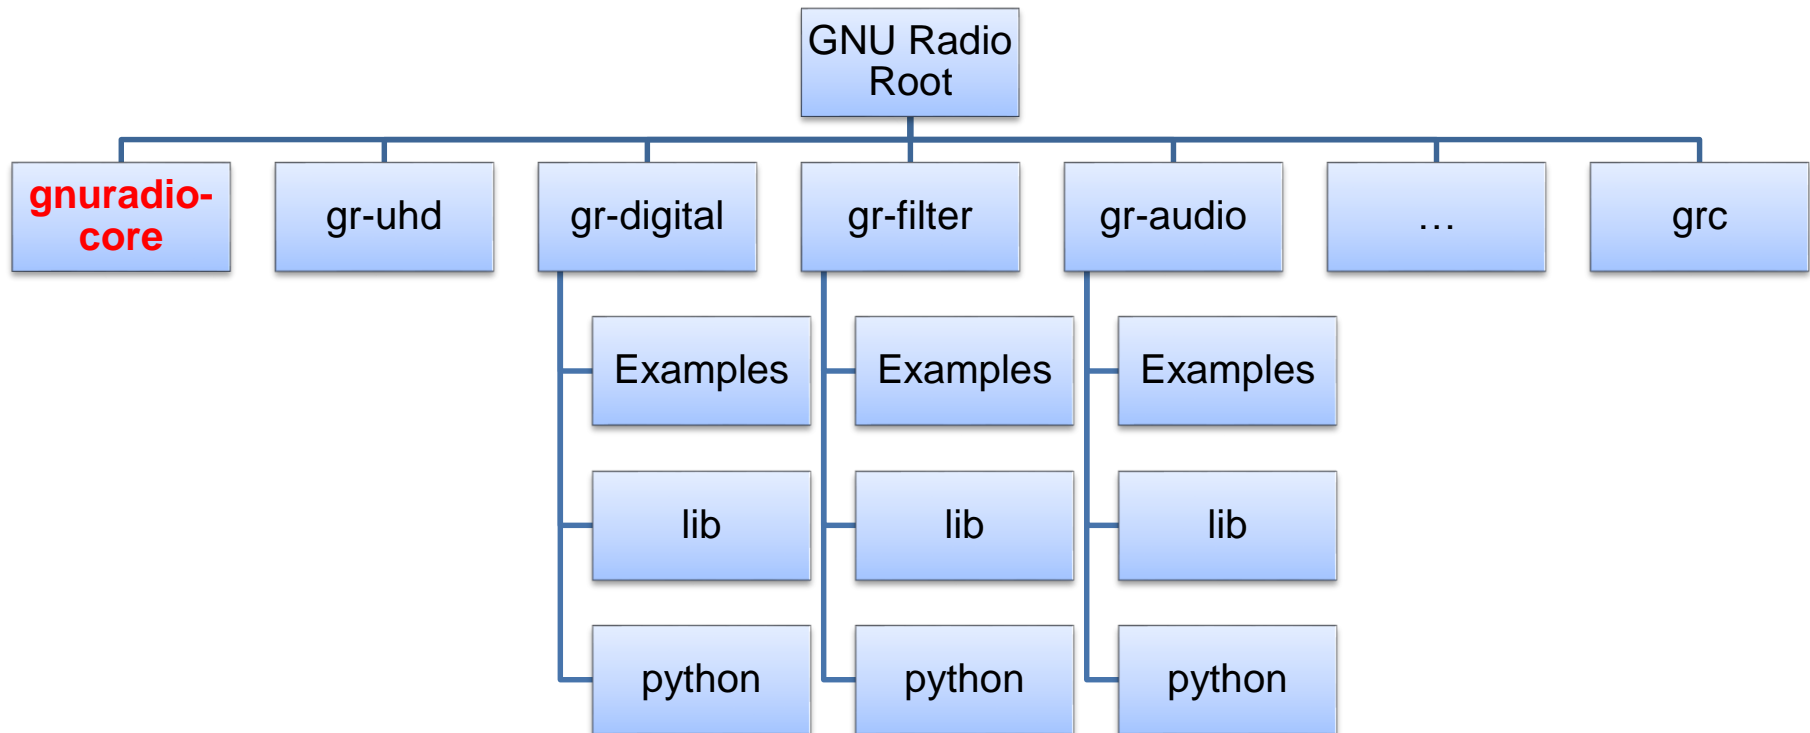 GNU Radio
Root
gnuradio-
core
gr-uhd
gr-digital
gr-filter
gr-audio
…
grc
Examples
Examples
Examples
lib
lib
lib
python
python
python